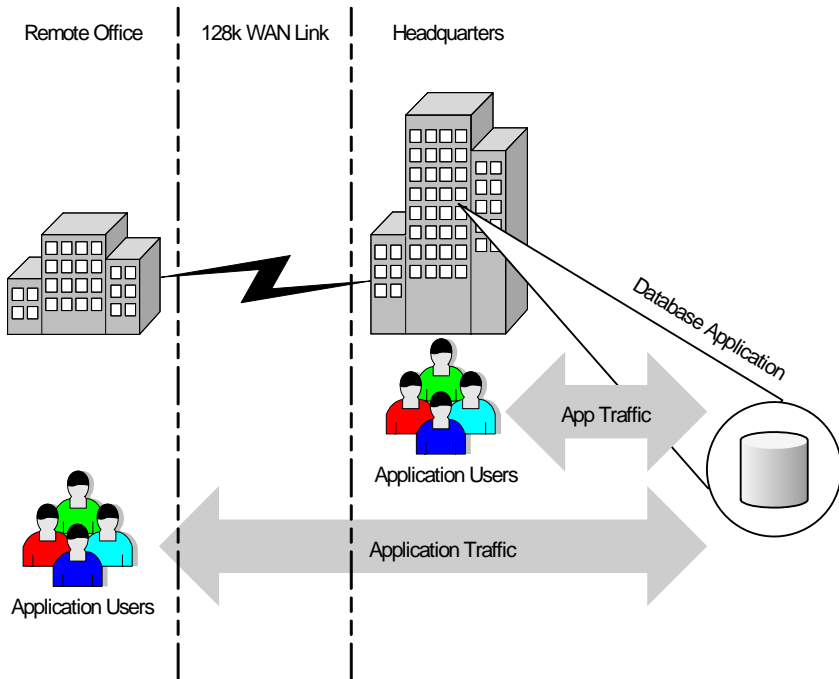 Remote Office
128k WAN Link
Headquarters
Database Application
App Traffic
Application Users
Application Traffic
Application Users